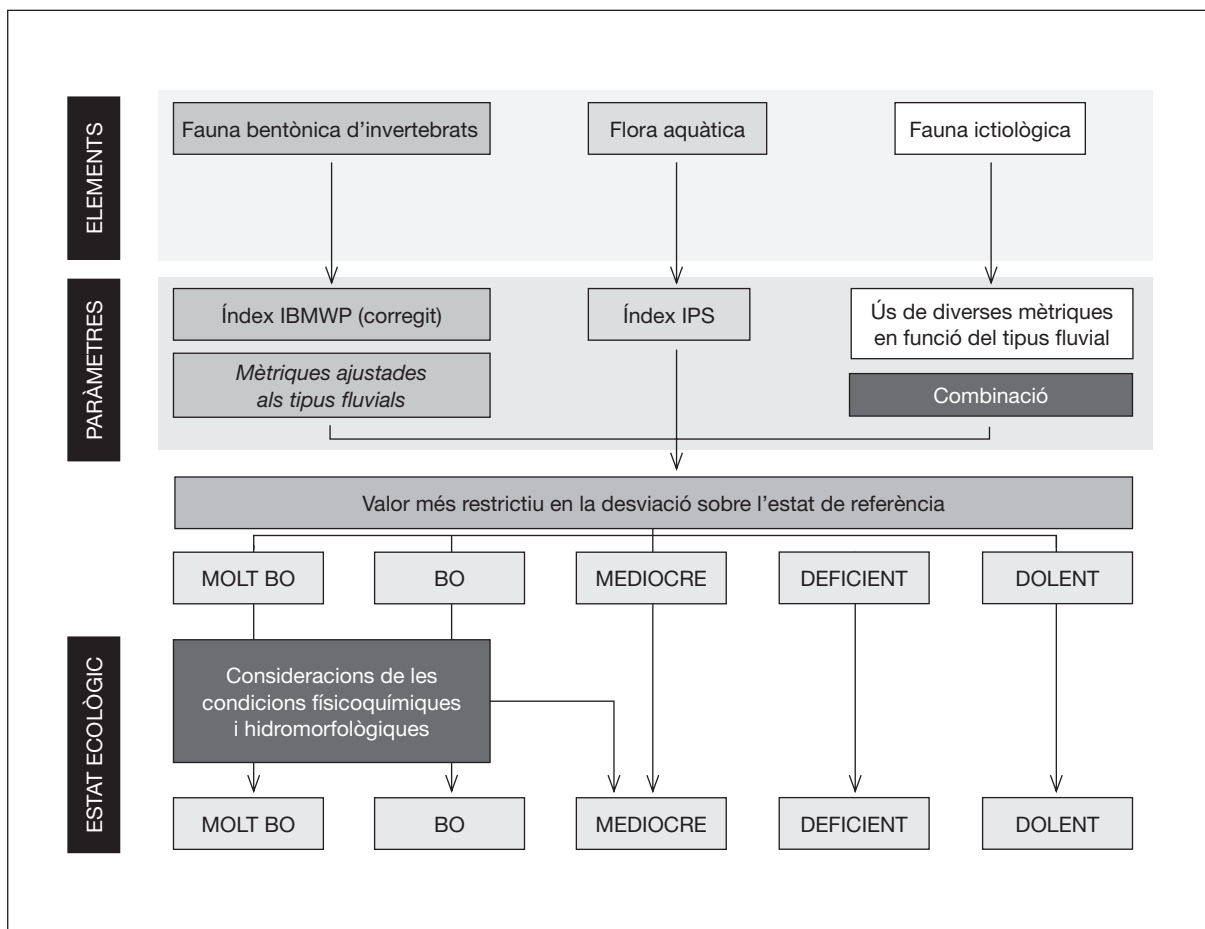 ELEMENTS
Fauna bentònica d’invertebrats
Flora aquàtica
Fauna ictiològica
PARÀMETRES
Índex IBMWP (corregit)
Índex IPS
Ús de diverses mètriques
en funció del tipus fluvial
Mètriques ajustades
als tipus fluvials
Combinació
Valor més restrictiu en la desviació sobre l’estat de referència
MOLT BO
BO
MEDIOCRE
DEFICIENT
DOLENT
ESTAT ECOLÒGIC
Consideracions de les
condicions físicoquímiques
i hidromorfològiques
MOLT BO
BO
MEDIOCRE
DEFICIENT
DOLENT